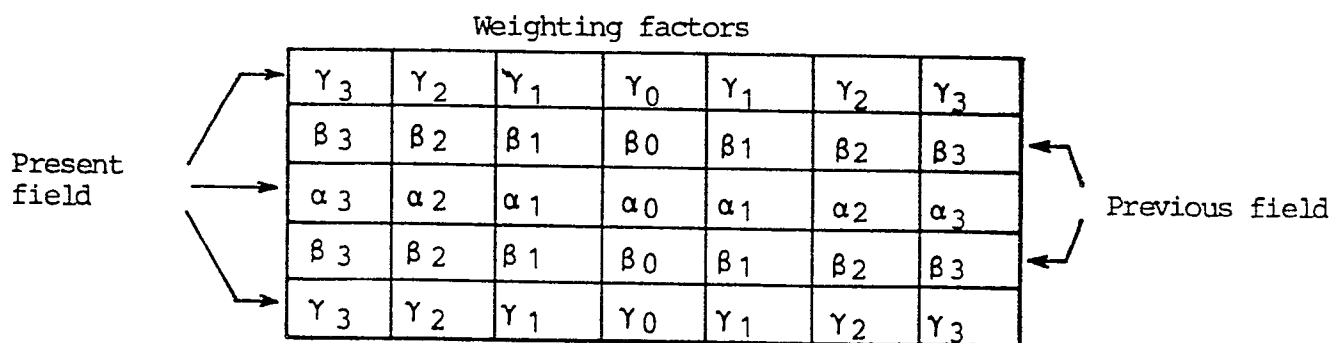 Weighting factors
γ3 γ2 γ1 γ0 γ1 γ2 γ3
β3 β2 β1 β0 β1 β2 β3
Present
field
α3 α2 α1 α0 α1 α2 α3
Previous field
β3 β2 β1 β0 β1 β2 β3
γ3 γ2 γ1 γ0 γ1 γ2 γ3